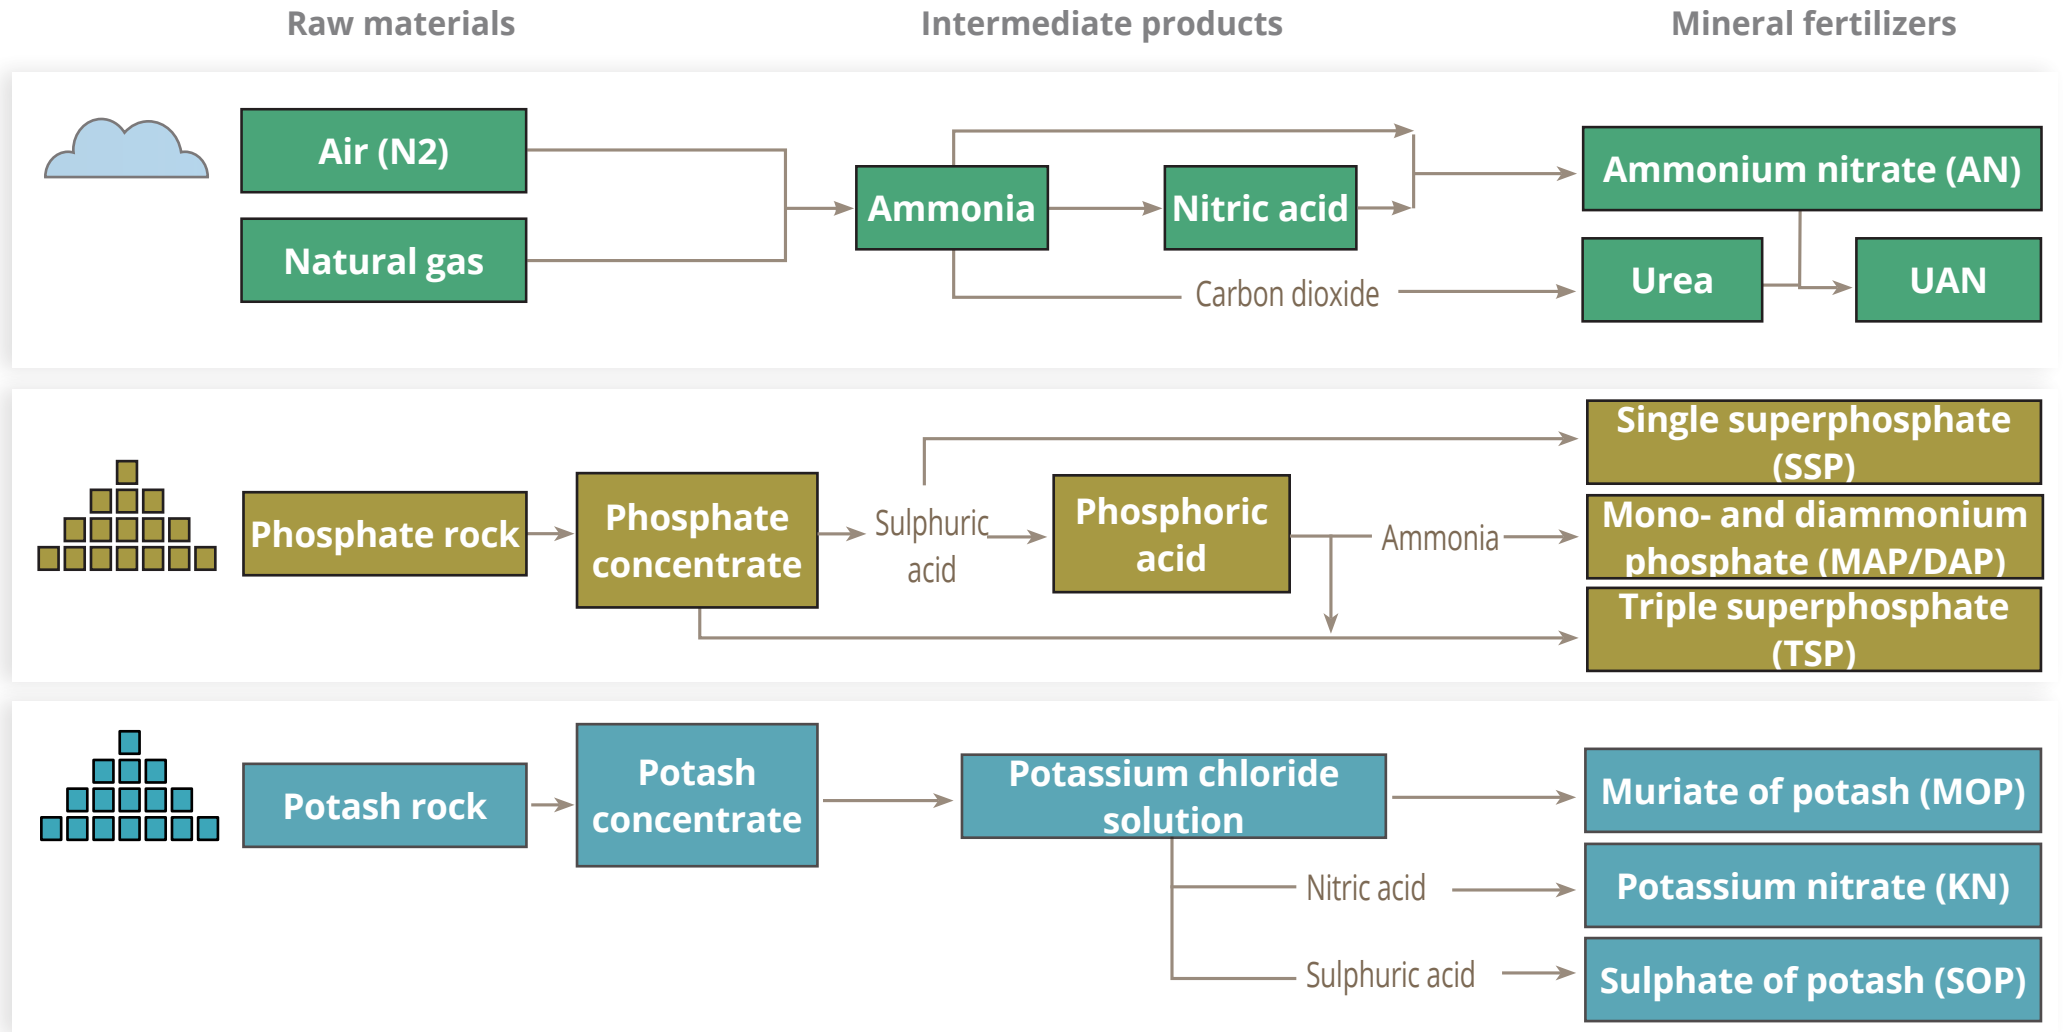 Raw materials
Intermediate products
Mineral fertilizers
Air (N2)
Natural gas
Ammonia
Nitric acid
Carbon dioxide
Ammonium nitrate (AN)
Urea
UAN
Phosphate rock
Phosphate
concentrate
Sulphuric
acid
Phosphoric
acid
Ammonia
Single superphosphate
(SSP)
Mono- and diammonium
phosphate (MAP/DAP)
Triple superphosphate
(TSP)
Potash rock
Potash
concentrate
Potassium chloride
solution
Nitric acid
Sulphuric acid
Muriate of potash (MOP)
Potassium nitrate (KN)
Sulphate of potash (SOP)